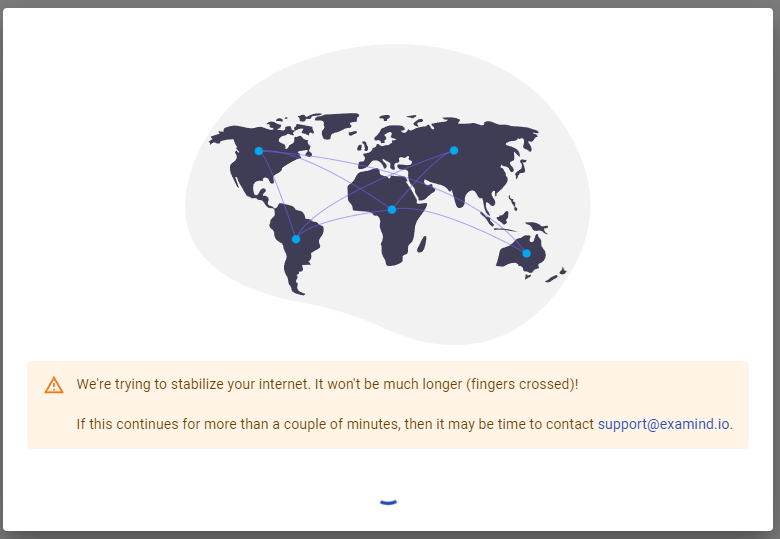 We're trying to stabilize your internet. It won't be much longer (fingers crossed)!
If this continues for more than a couple of minutes, then it may be time to contact support@examind.io.